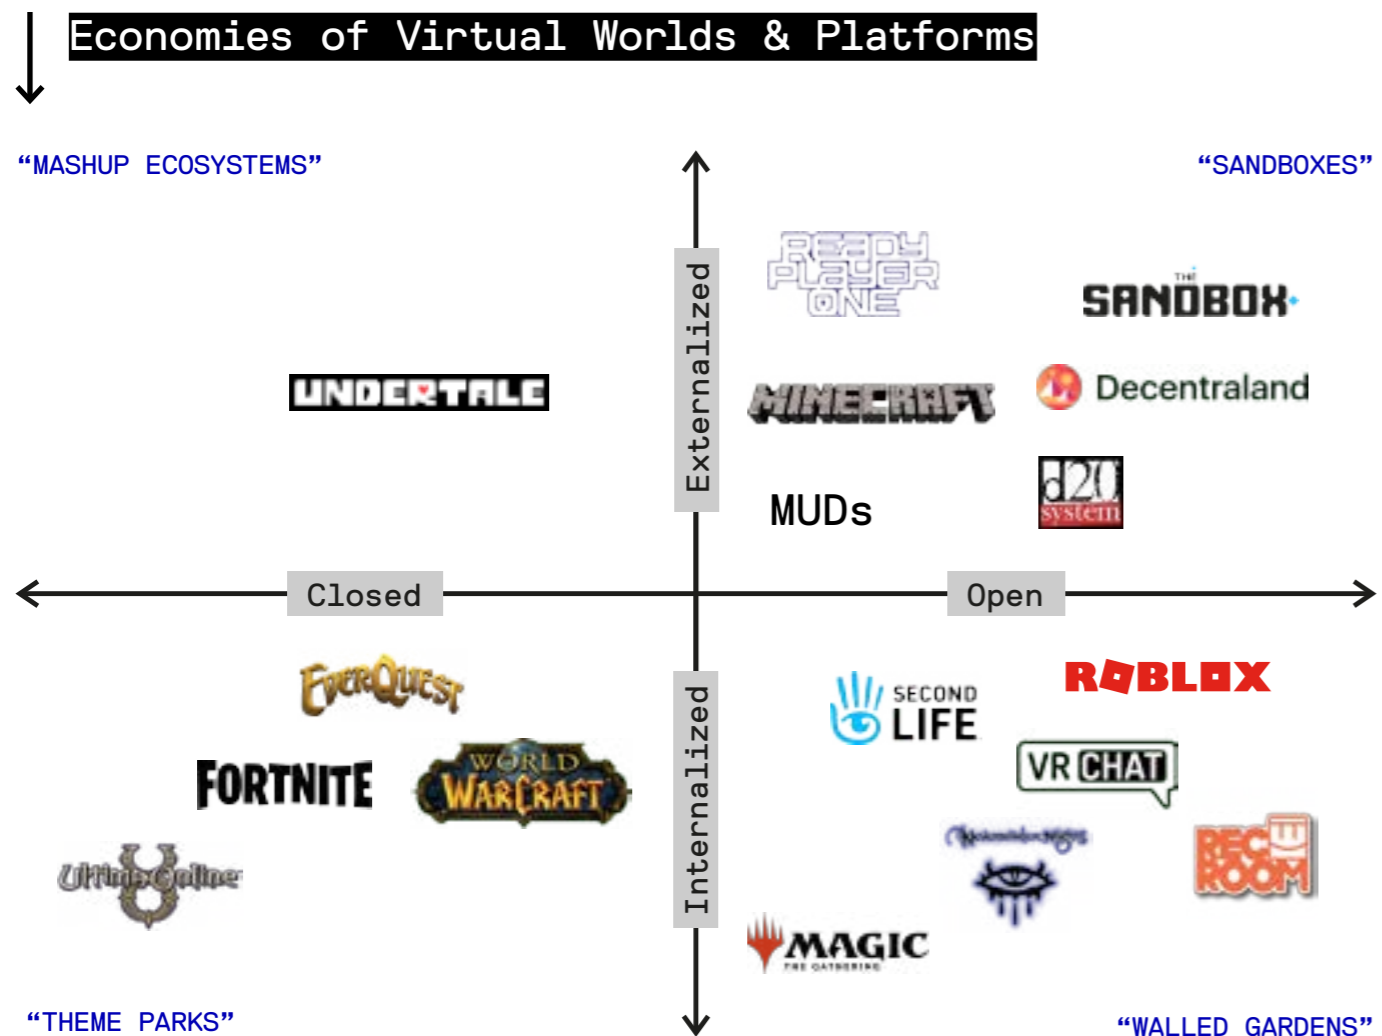 Economies of Virtual Worlds & Platforms
“MASHUP ECOSYSTEMS”
“SANDBOXES”
READY
PLAYER
ONE
THE
SANDBOX
Externalized
UNDERTALE
MINECRAFT
Decentraland
MUDs
d20
system
Closed
Open
EVERQUEST
SECOND
LIFE
ROBLOX
FORTNITE
WORLD
OF
WARCRAFT
Internalized
VR CHAT
Ultima Online
Neverwinter Nights
REC
ROOM
MAGIC
THE GATHERING
“THEME PARKS”
“WALLED GARDENS”